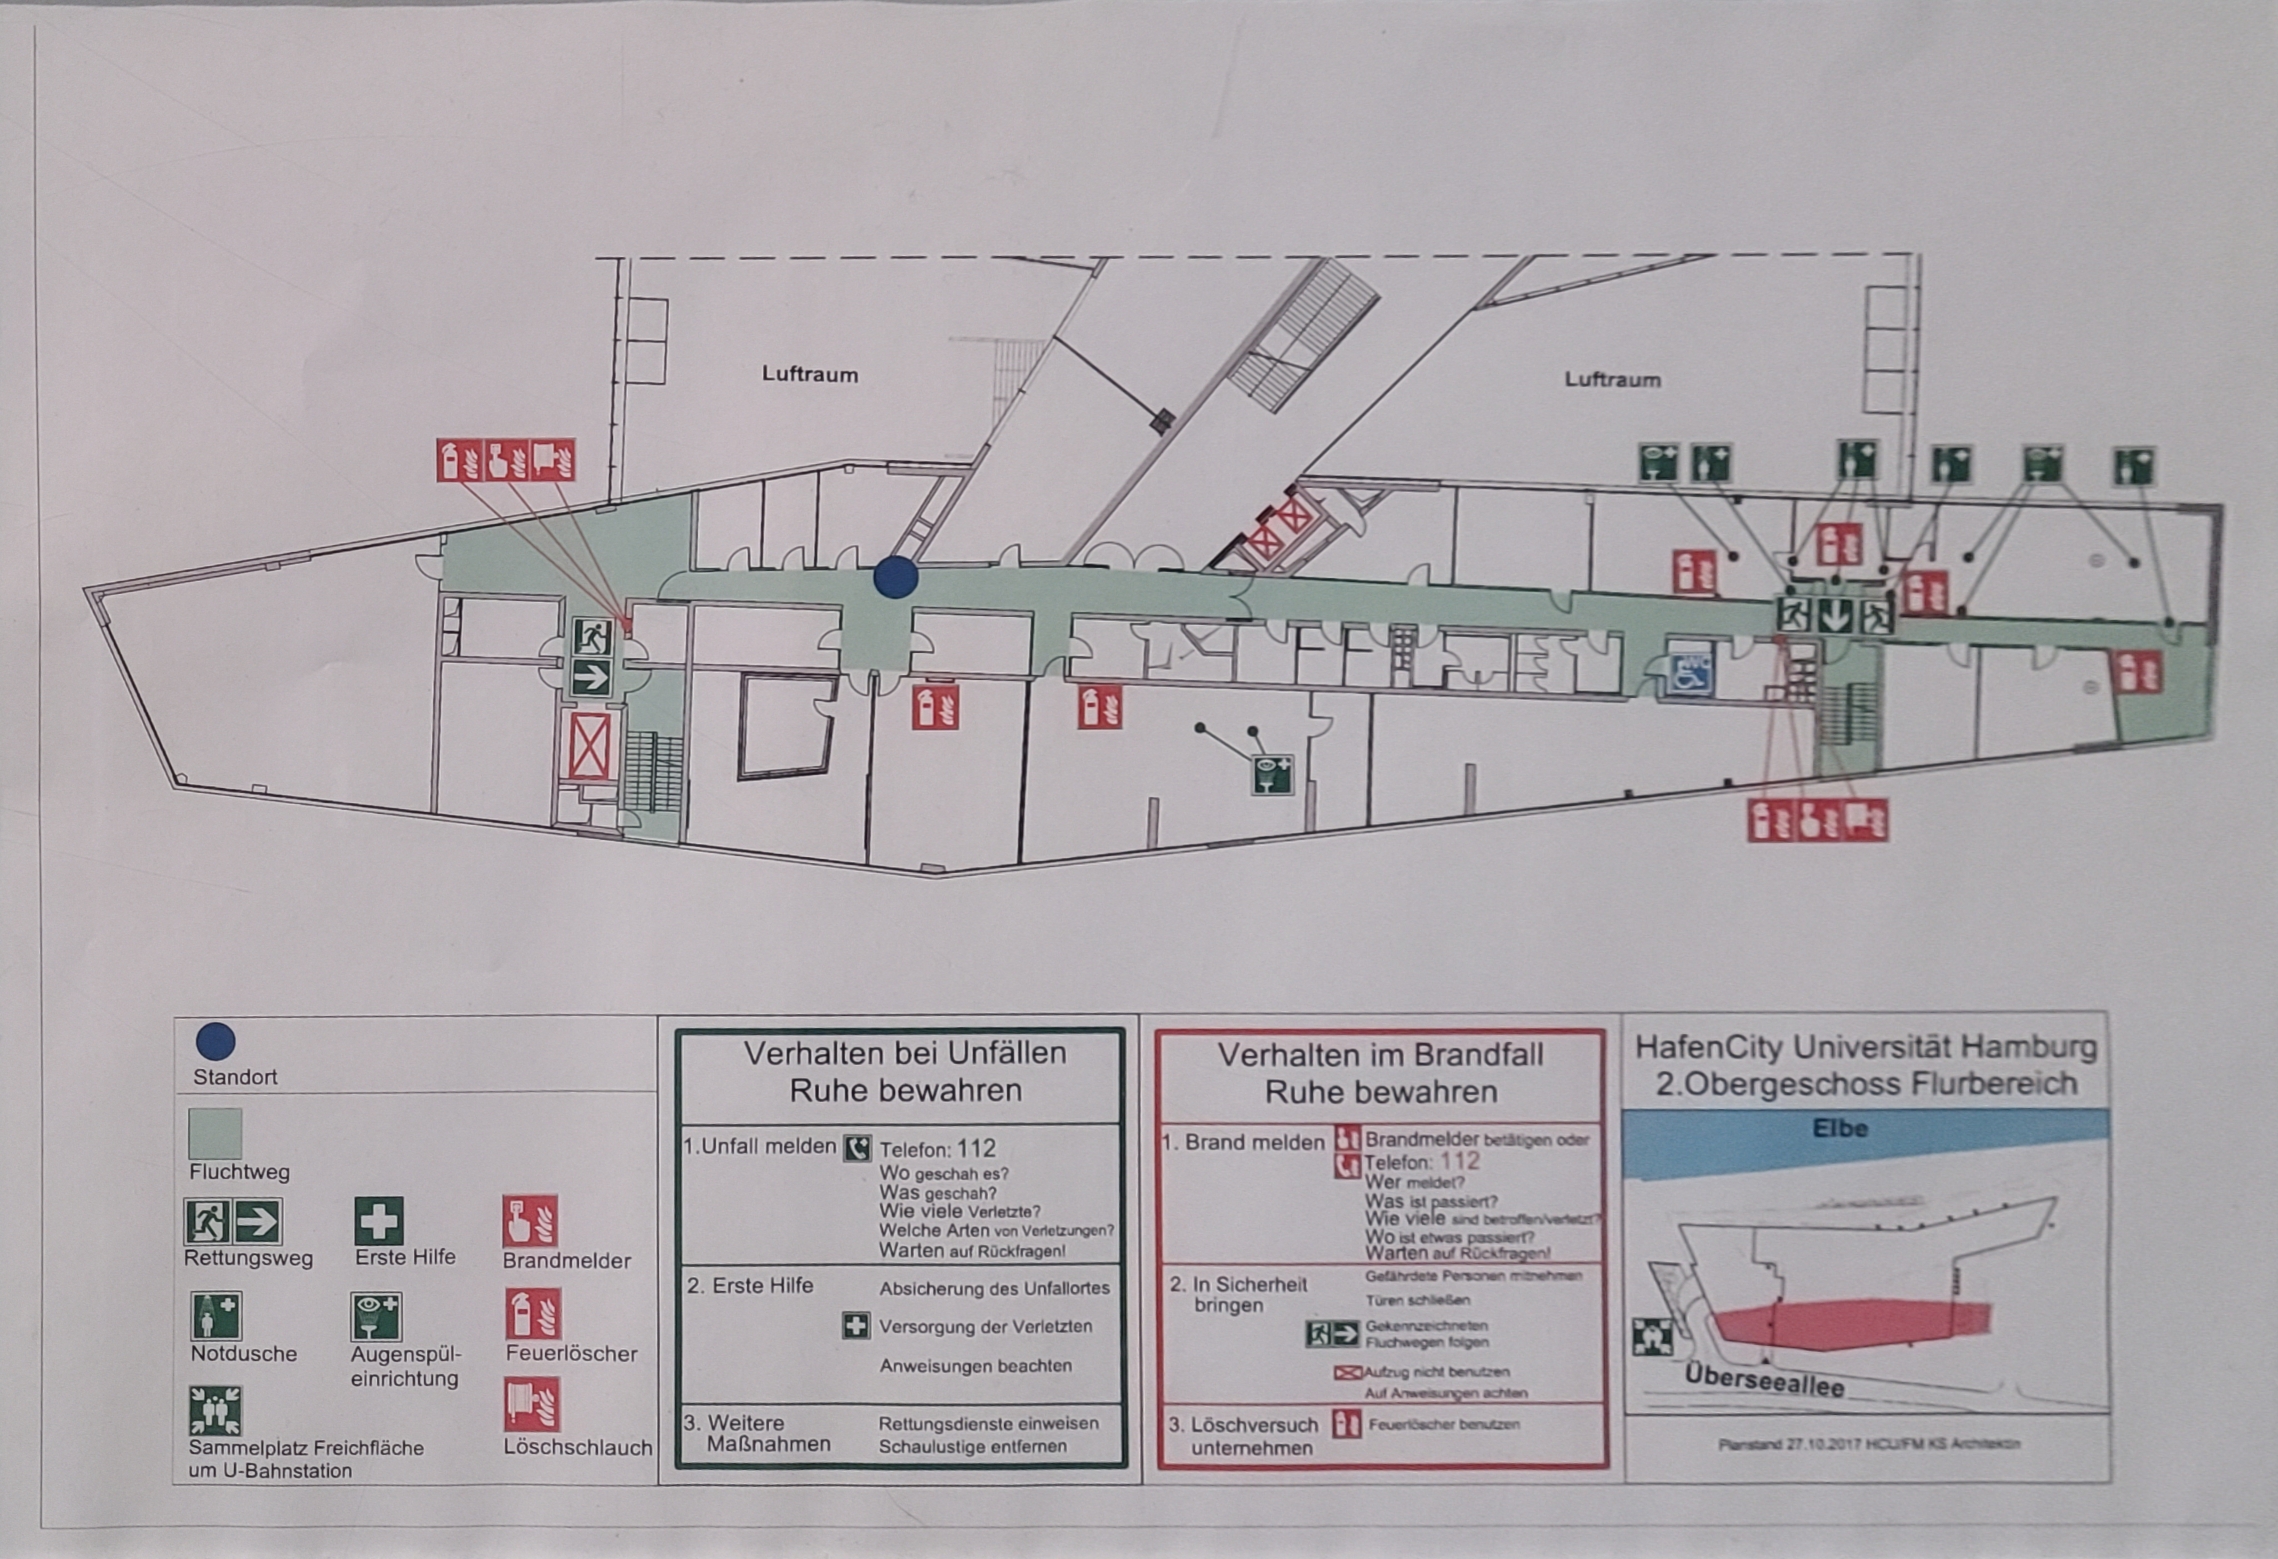 Luftraum
Luftraum
WC
Standort
Fluchtweg
Rettungsweg
Erste Hilfe
Brandmelder
Notdusche
Augenspül-
einrichtung
Feuerlöscher
Sammelplatz Freichfläche
um U-Bahnstation
Löschschlauch
Verhalten bei Unfällen
Ruhe bewahren
1.Unfall melden
Telefon: 112
Wo geschah es?
Was geschah?
Wie viele Verletzte?
Welche Arten von Verletzungen?
Warten auf Rückfragen!
2. Erste Hilfe
Absicherung des Unfallortes
Versorgung der Verletzten
Anweisungen beachten
3. Weitere
Maßnahmen
Rettungsdienste einweisen
Schaulustige entfernen
Verhalten im Brandfall
Ruhe bewahren
1. Brand melden
Brandmelder betätigen oder
Telefon: 112
Wer meldet?
Was ist passiert?
Wie viele sind betroffen/verletzt?
Wo ist etwas passiert?
Warten auf Rückfragen!
2. In Sicherheit
bringen
Gefährdete Personen mitnehmen
Türen schließen
Gekennzeichneten
Fluchwegen folgen
Aufzug nicht benutzen
Auf Anweisungen achten
3. Löschversuch
unternehmen
Feuerlöscher benutzen
HafenCity Universität Hamburg
2.Obergeschoss Flurbereich
Elbe
Überseeallee
Planstand 27.10.2017 HCU/FM KS Architektin